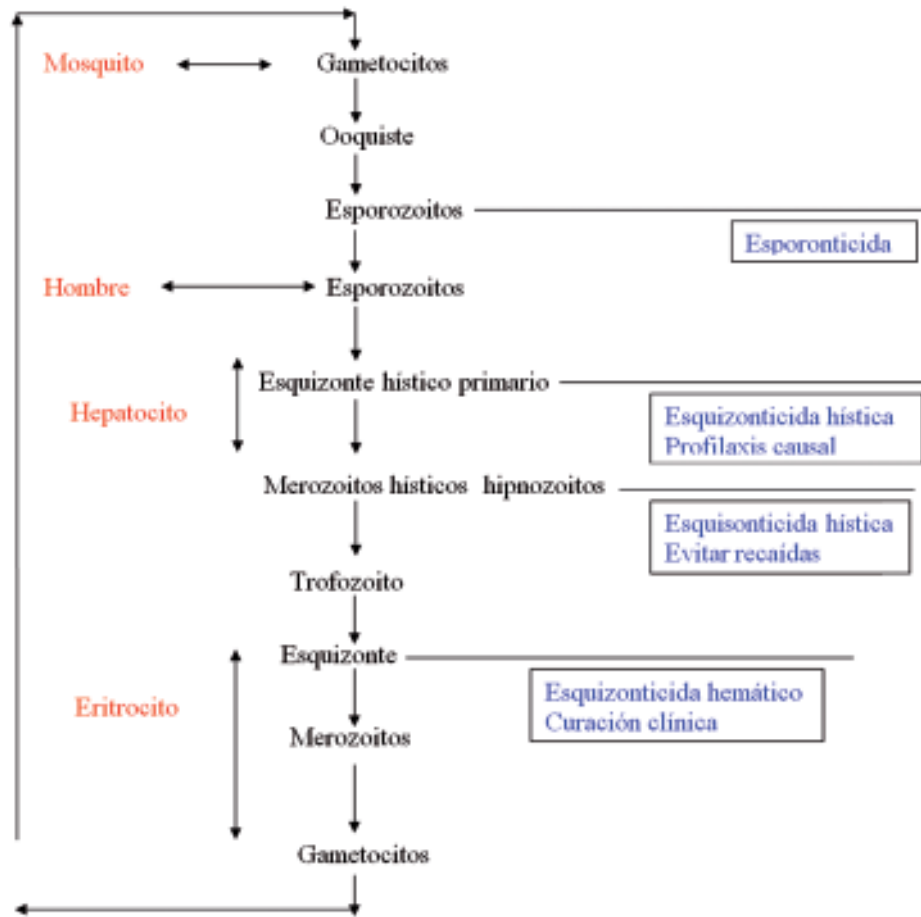 Mosquito
Gametocitos
Ooquiste
Esporozoitos
Esporonticida
Hombre
Esporozoitos
Esquizonte hístico primario
Hepatocito
Esquizonticida hística
Profilaxis causal
Merozoitos hísticos hipnozoitos
Esquisonticida hística
Evitar recaídas
Trofozoito
Esquizonte
Eritrocito
Esquizonticida hemático
Curación clínica
Merozoitos
Gametocitos